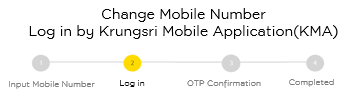 Change Mobile Number
Log in by Krungsri Mobile Application(KMA)
1 2 3 4
Input Mobile Number Log in OTP Confirmation Completed